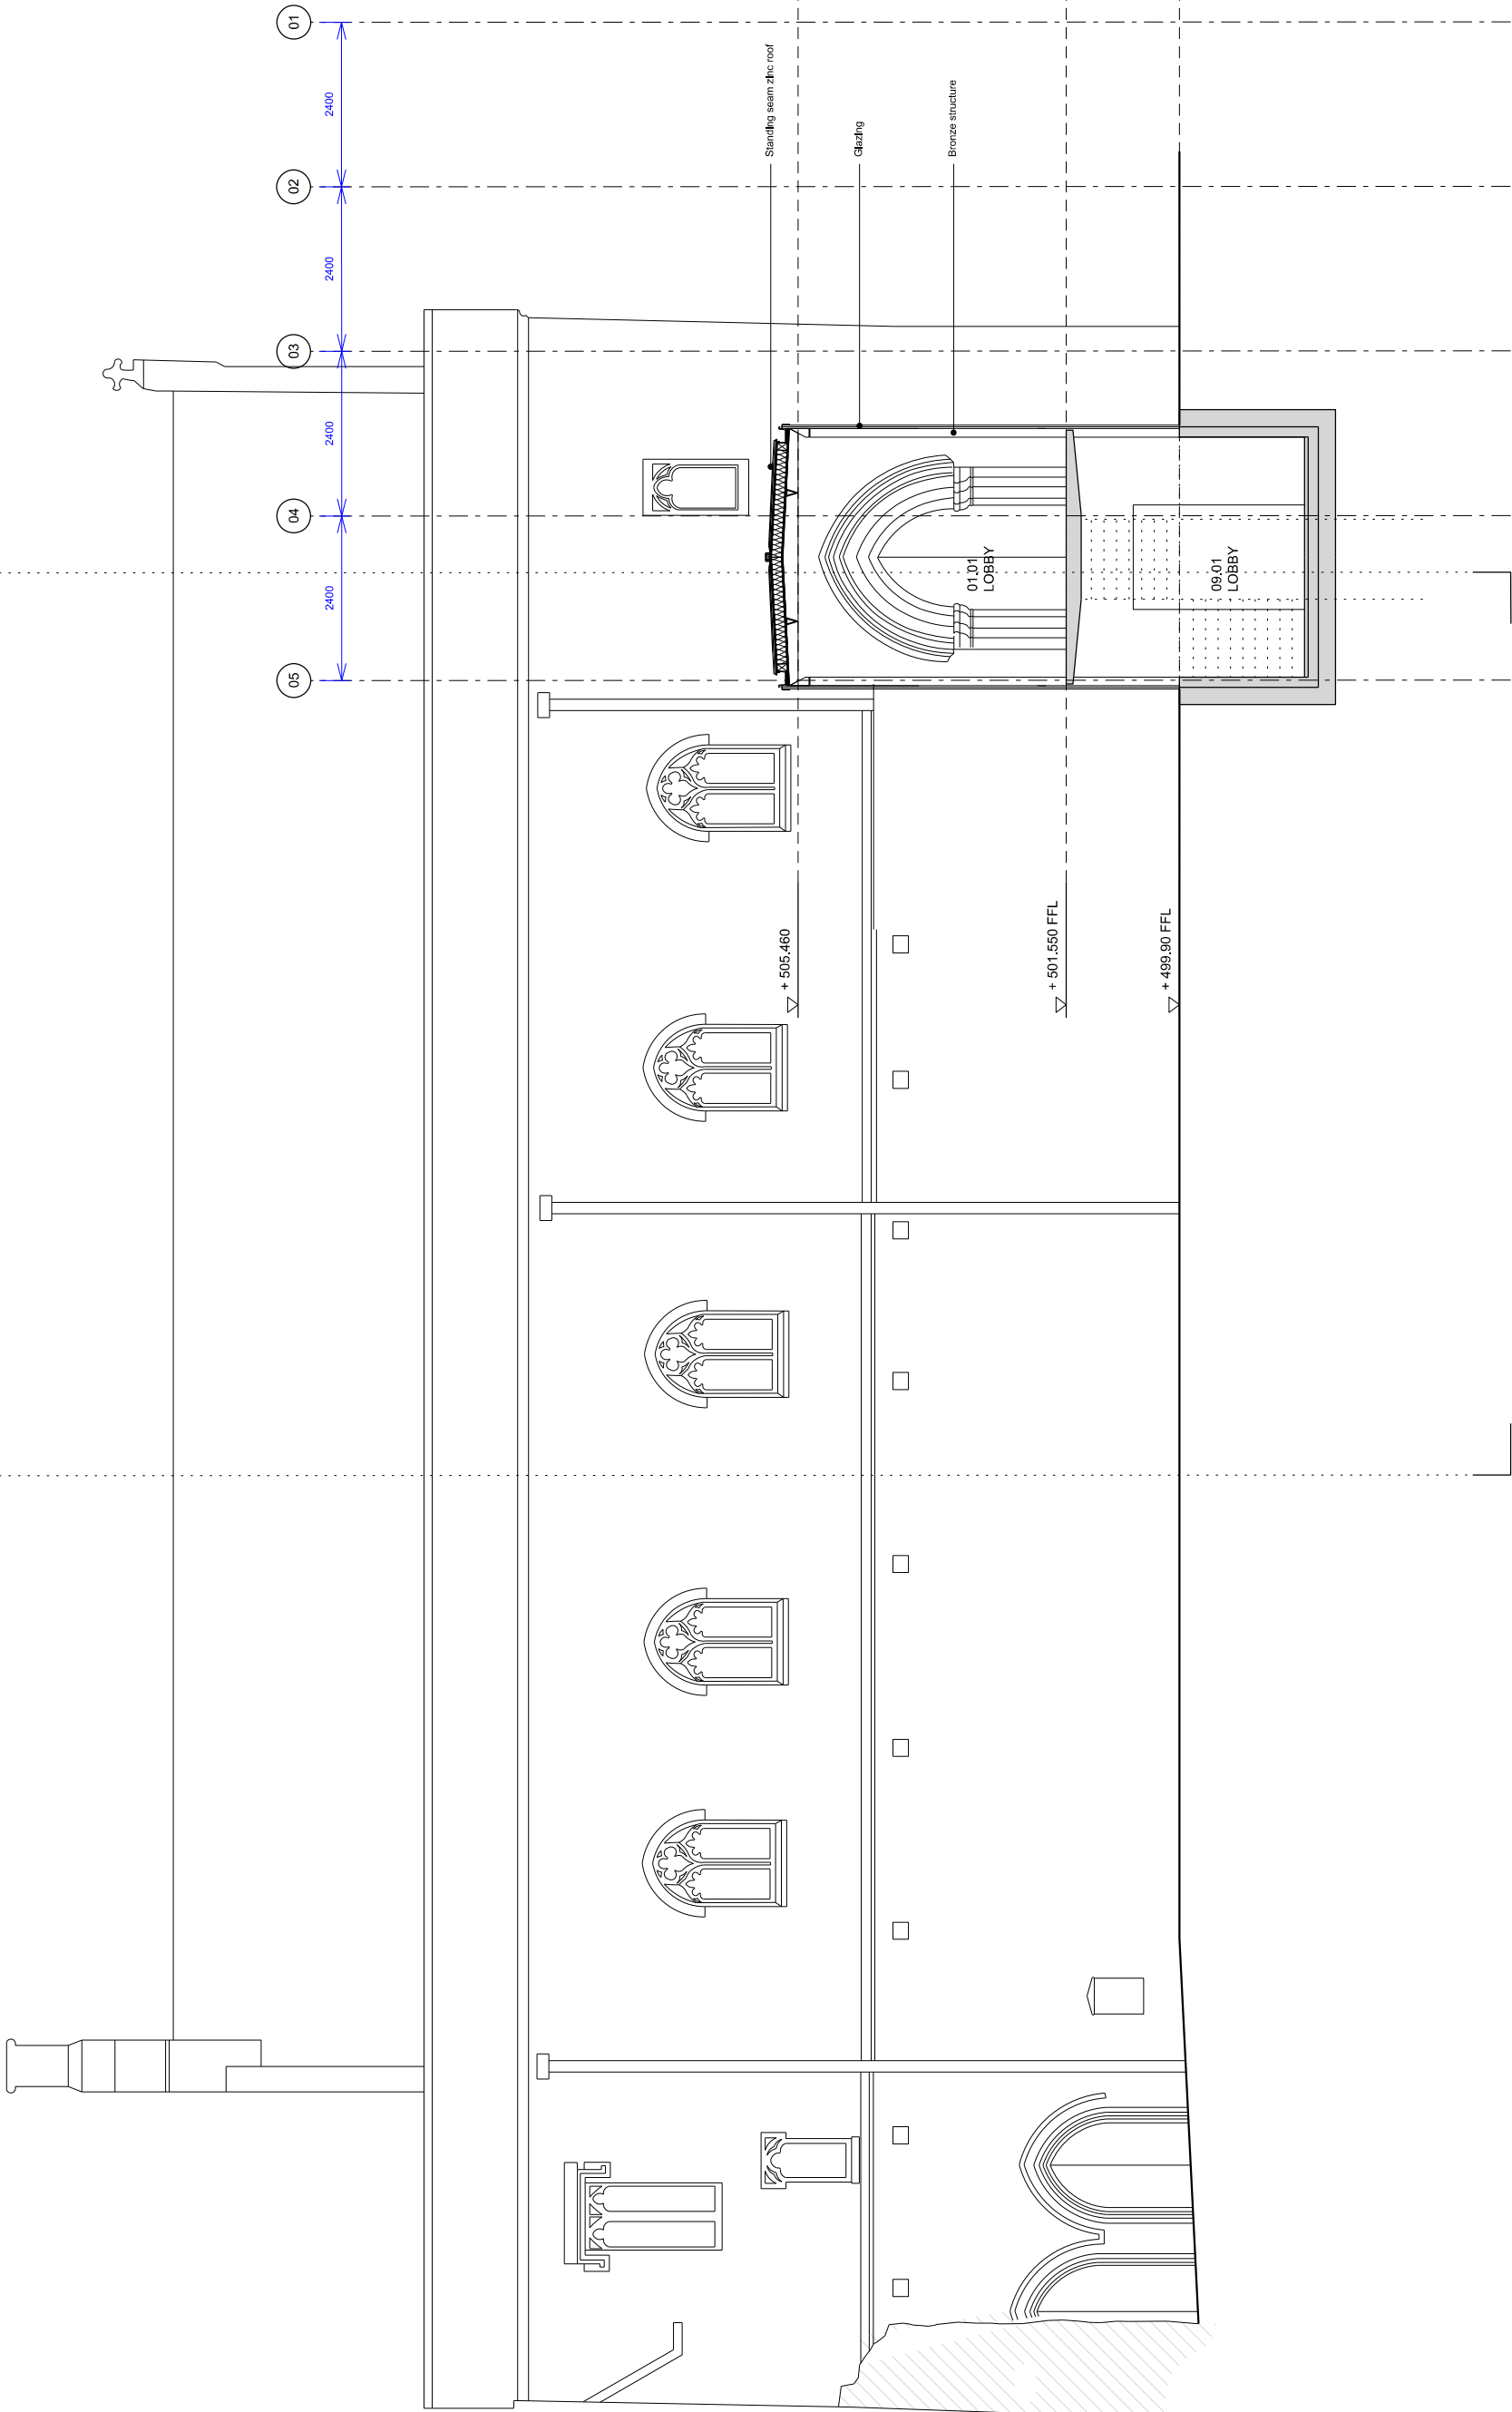 05
04
03
02
01
2400
2400
2400
2400
Standing seam zinc roof
Glazing
Bronze structure
+ 505.460
+ 501.550 FFL
+ 499.90 FFL
01.01
LOBBY
09.01
LOBBY